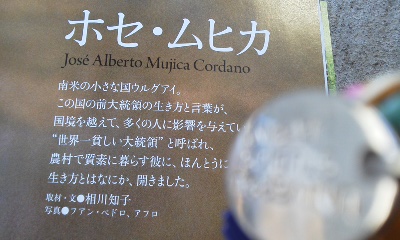 ホセ・ムヒカ
José Alberto Mujica Cordano
南米の小さな国ウルグアイ。
この国の前大統領の生き方と言葉が、
国境を越えて、多くの人に影響を与えてい
“世界一貧しい大統領”と呼ばれ、
農村で質素に暮らす彼に、ほんとうに
生き方とはなにか、聞きました。
取材・文●相川知子
写真●フアン・ペドロ、アフロ